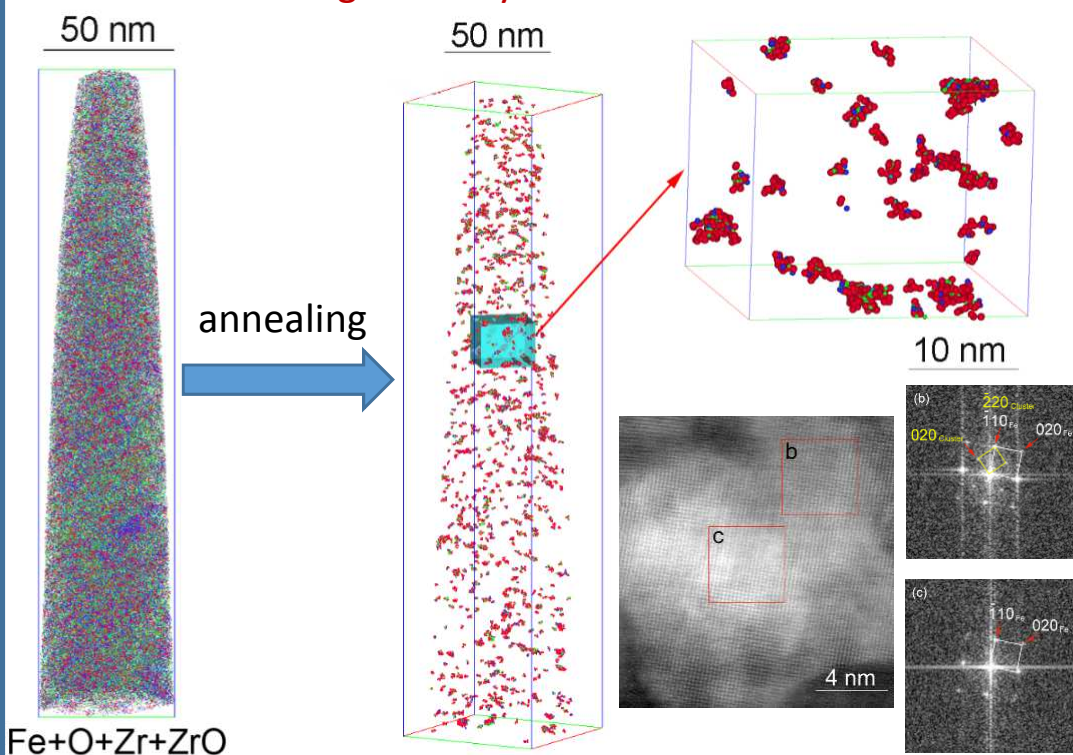 50 nm
50 nm
annealing
10 nm
Fe+O+Zr+ZrO
b
c
4 nm
(b)
220 Cluster
110 Fe
020 Cluster
020 Fe
(c)
110 Fe
020 Fe